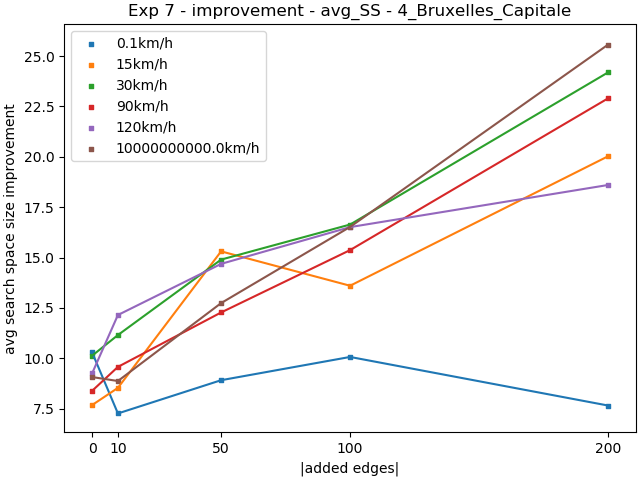 Exp 7 - improvement - avg_SS - 4_Bruxelles_Capitale
0.1km/h
15km/h
30km/h
90km/h
120km/h
10000000000.0km/h
avg search space size improvement
25.0
22.5
20.0
17.5
15.0
12.5
10.0
7.5
0 10 50 100 200
|added edges|